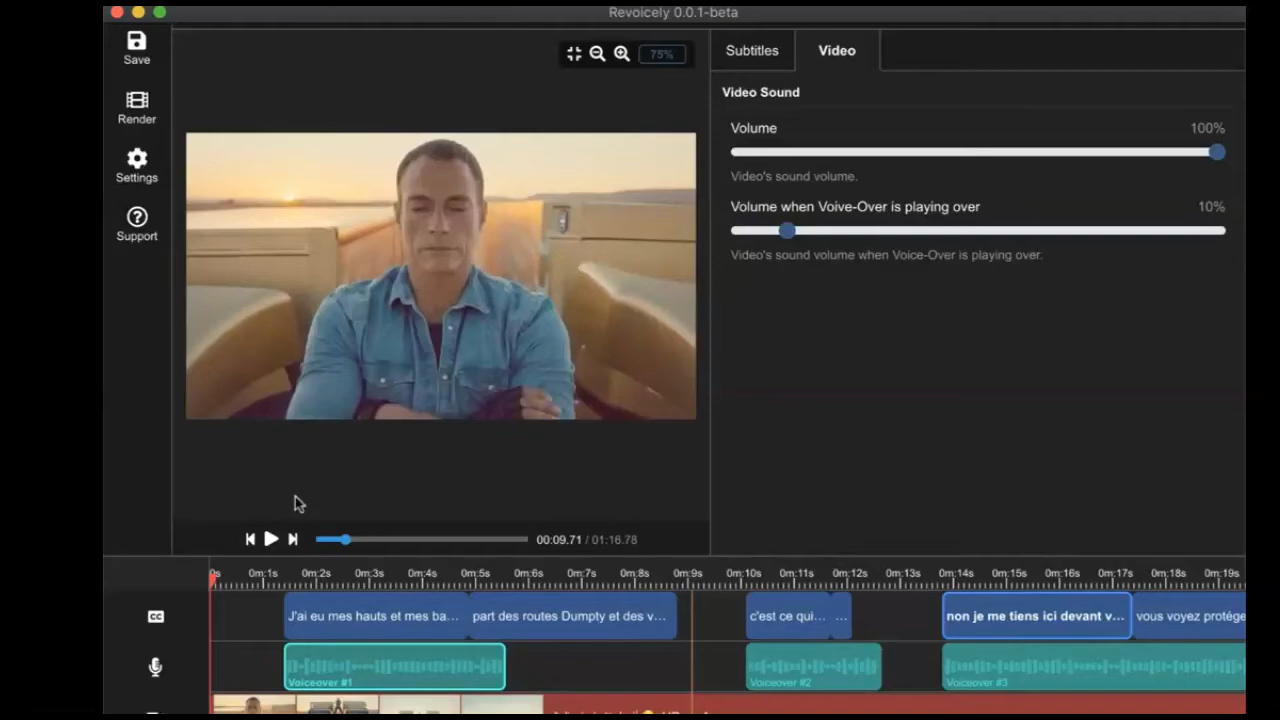 Revoicely 0.0.1-beta
Save
Render
Settings
Support
75%
Subtitles
Video
Video Sound
Volume
100%
Video's sound volume.
Volume when Voive-Over is playing over
10%
Video's sound volume when Voice-Over is playing over.
00:09.71 / 01:16.78
0s 0m:1s 0m:2s 0m:3s 0m:4s 0m:5s 0m:6s 0m:7s 0m:8s 0m:9s 0m:10s 0m:11s 0m:12s 0m:13s 0m:14s 0m:15s 0m:16s 0m:17s 0m:18s 0m:19s
CC
J'ai eu mes hauts et mes ba...
part des routes Dumpty et des v...
c'est ce qui...
...
non je me tiens ici devant v...
vous voyez protége
Voiceover #1
Voiceover #2
Voiceover #3